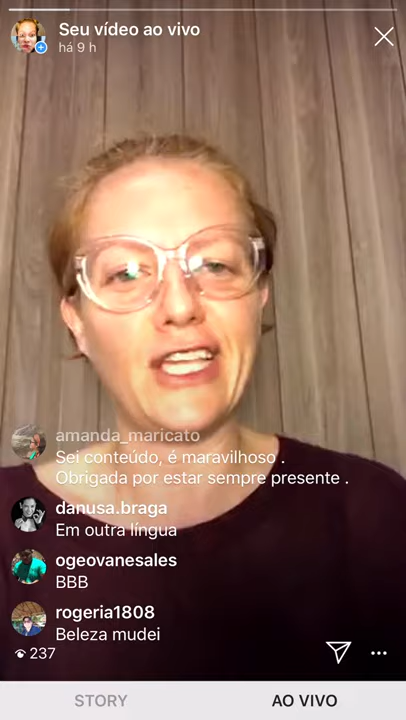 Seu vídeo ao vivo
há 9 h
amanda_maricato
Sei conteúdo, é maravilhoso .
Obrigada por estar sempre presente .
danusa.braga
Em outra língua
ogeovanesales
BBB
rogeria1808
Beleza mudei
237
STORY
AO VIVO